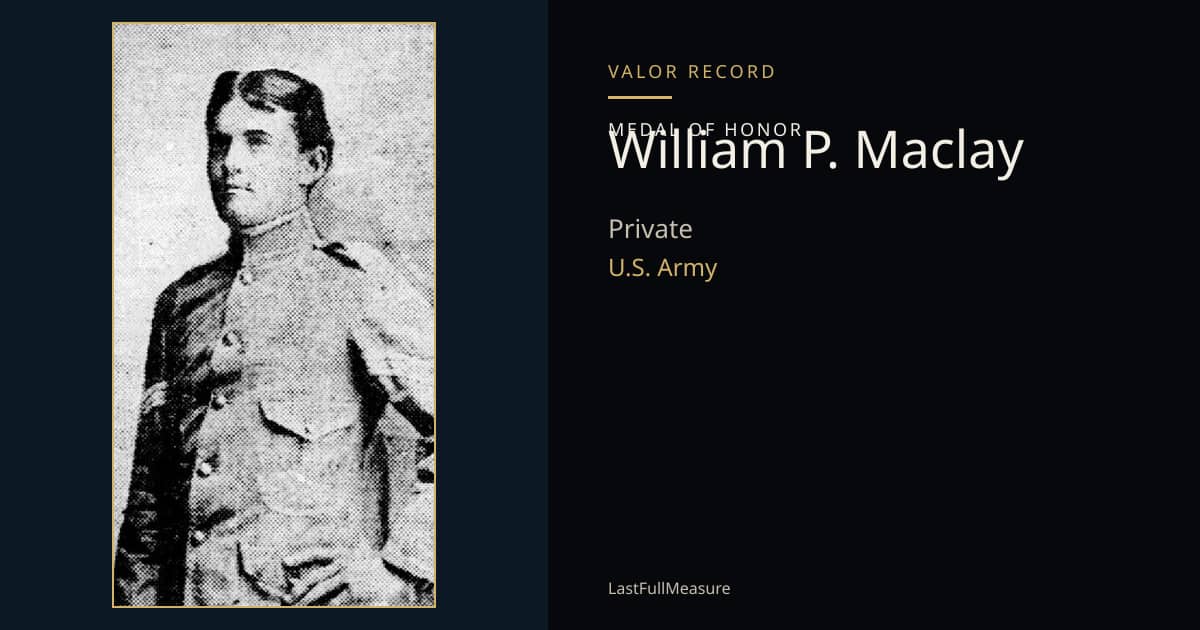 VALOR RECORD
MEDAL OF HONOR
William P. Maclay
Private
U.S. Army
LastFullMeasure